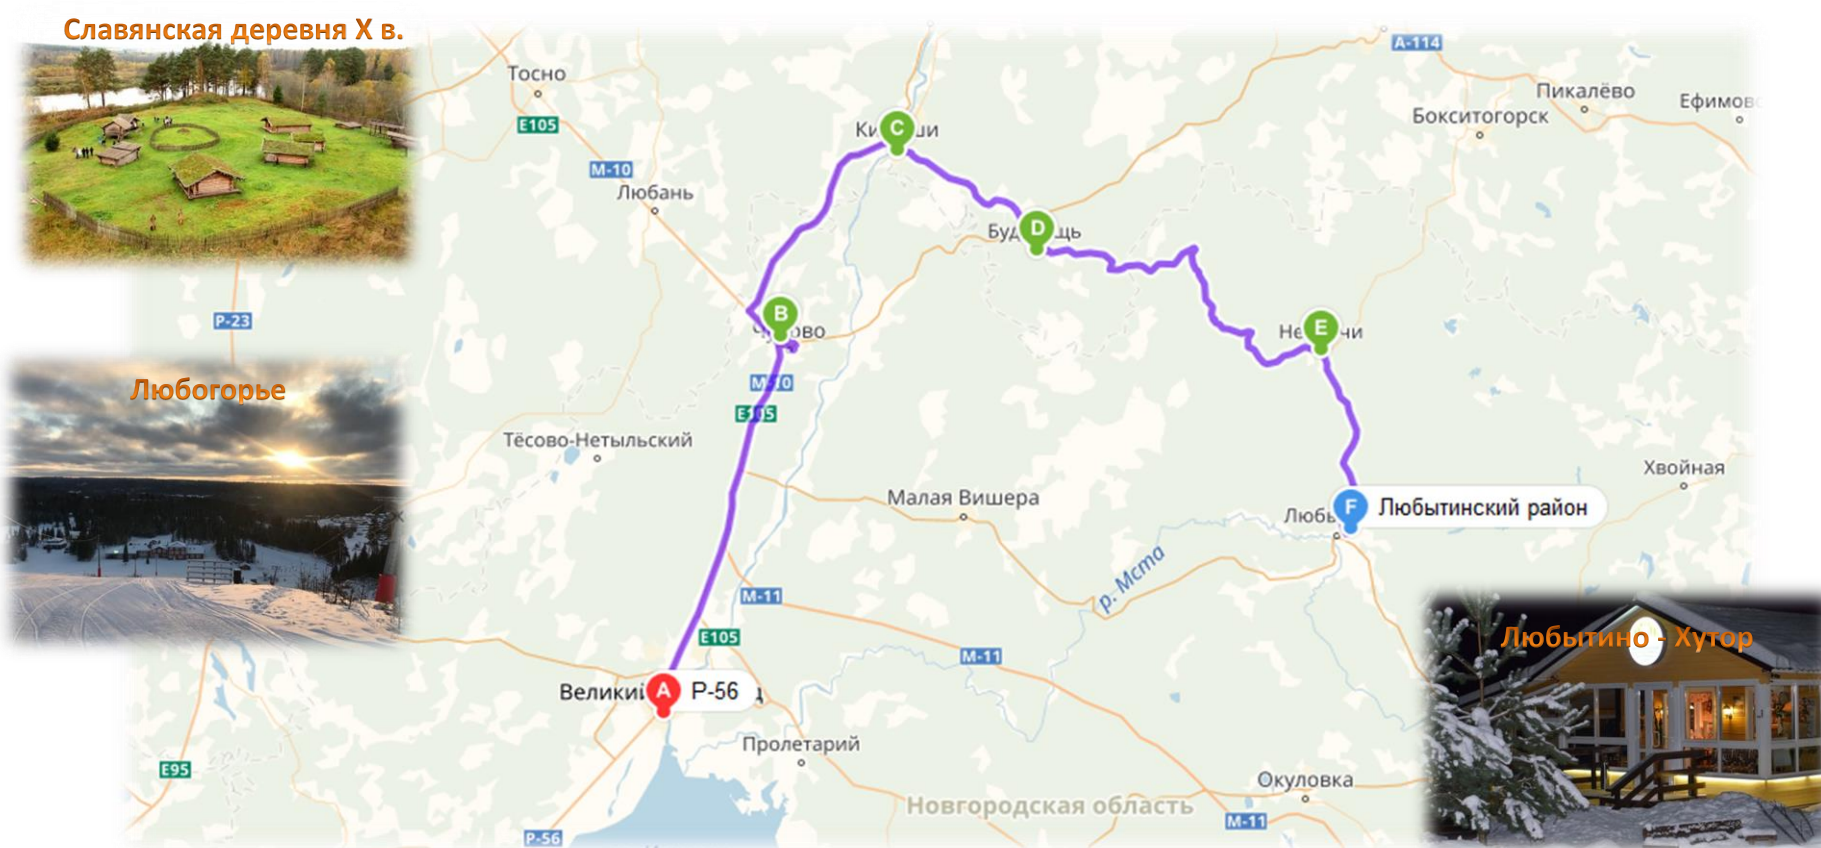 Славянская деревня X в.
А-114
Тосно
Пикалёво
Бокситогорск
E105
C
М-10
Любань
D
Р-23
B
E
М-10
E105
Любогорье
Тёсово-Нетыльский
Малая Вишера
Хвойная
F
Любытинский район
р. Мста
М-11
E105
М-11
Любытино - Хутор
A
Р-56
Пролетарий
E95
Окуловка
Новгородская область
М-11
Р-56